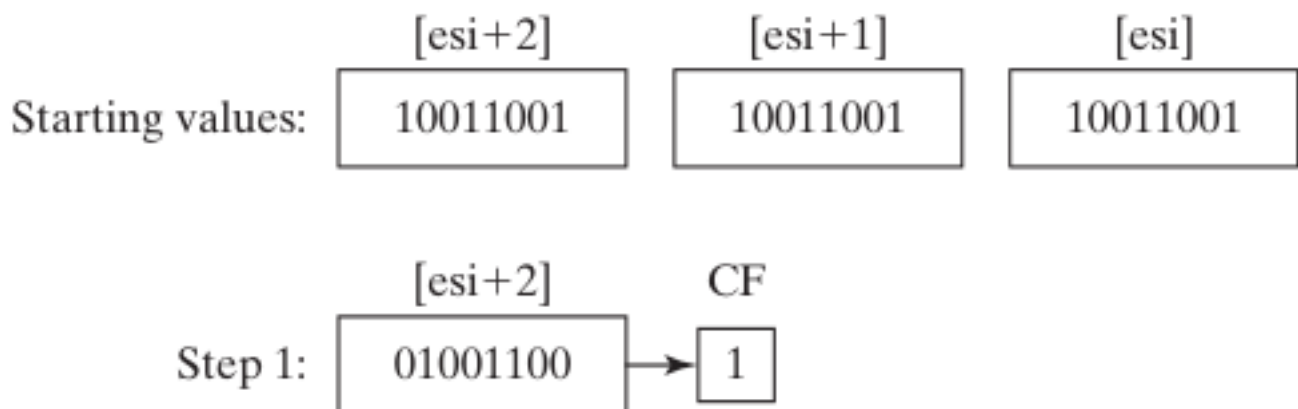 [esi+2] [esi+1] [esi]
Starting values: 10011001 10011001 10011001
[esi+2] CF
Step 1: 01001100 1